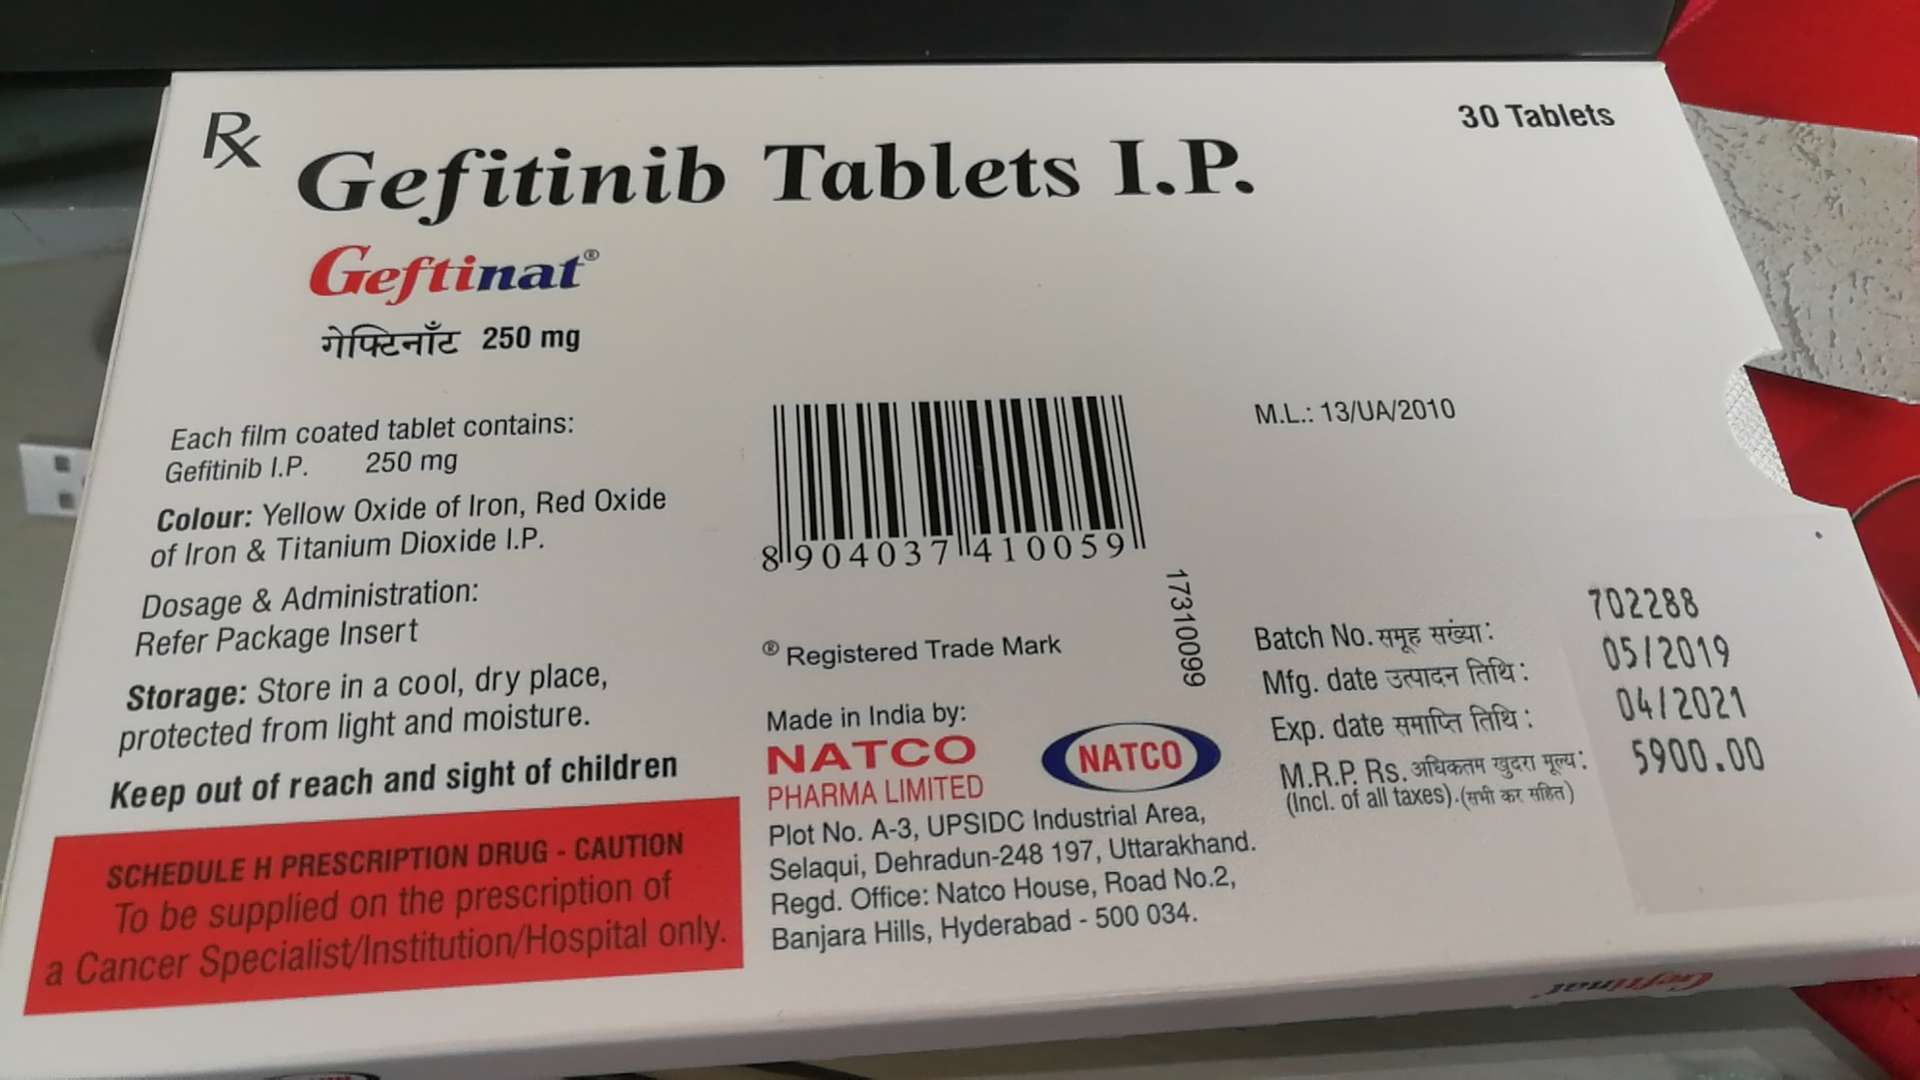 Rx
Gefitinib Tablets I.P.
30 Tablets
Geftinat®
गेफ्टिनाँट 250 mg
Each film coated tablet contains:
Gefitinib I.P. 250 mg
Colour: Yellow Oxide of Iron, Red Oxide
of Iron & Titanium Dioxide I.P.
Dosage & Administration:
Refer Package Insert
Storage: Store in a cool, dry place,
protected from light and moisture.
Keep out of reach and sight of children
SCHEDULE H PRESCRIPTION DRUG - CAUTION
To be supplied on the prescription of
a Cancer Specialist/Institution/Hospital only.
8 904037 410059
17310099
® Registered Trade Mark
Made in India by:
NATCO
PHARMA LIMITED
NATCO
Plot No. A-3, UPSIDC Industrial Area,
Selaqui, Dehradun-248 197, Uttarakhand.
Regd. Office: Natco House, Road No.2,
Banjara Hills, Hyderabad - 500 034.
M.L.: 13/UA/2010
Batch No. समूह सख्या: 702288
Mfg. date उत्पादन तिथि: 05/2019
Exp. date समाप्ति तिथि: 04/2021
M.R.P. Rs. अधिकतम खुदरा मूल्य: 5900.00
(Incl. of all taxes).(सभी कर सहित)
Geftinat